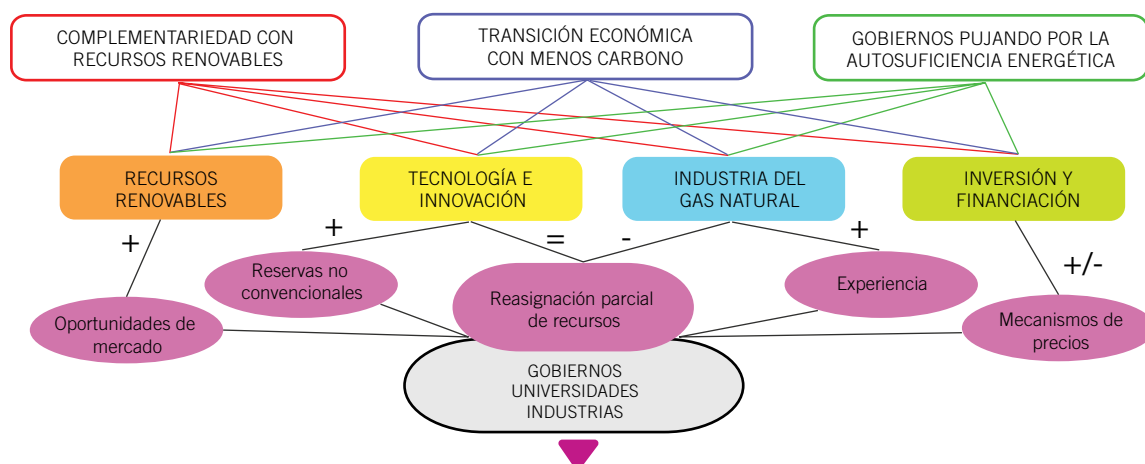 COMPLEMENTARIEDAD CON
RECURSOS RENOVABLES
TRANSICIÓN ECONÓMICA
CON MENOS CARBONO
GOBIERNOS PUJANDO POR LA
AUTOSUFICIENCIA ENERGÉTICA
RECURSOS
RENOVABLES
TECNOLOGÍA E
INNOVACIÓN
INDUSTRIA DEL
GAS NATURAL
INVERSIÓN Y
FINANCIACIÓN
+
+
=
-
+
+/-
Reservas no
convencionales
Experiencia
Oportunidades de
mercado
Reasignación parcial
de recursos
Mecanismos de
precios
GOBIERNOS
UNIVERSIDADES
INDUSTRIAS